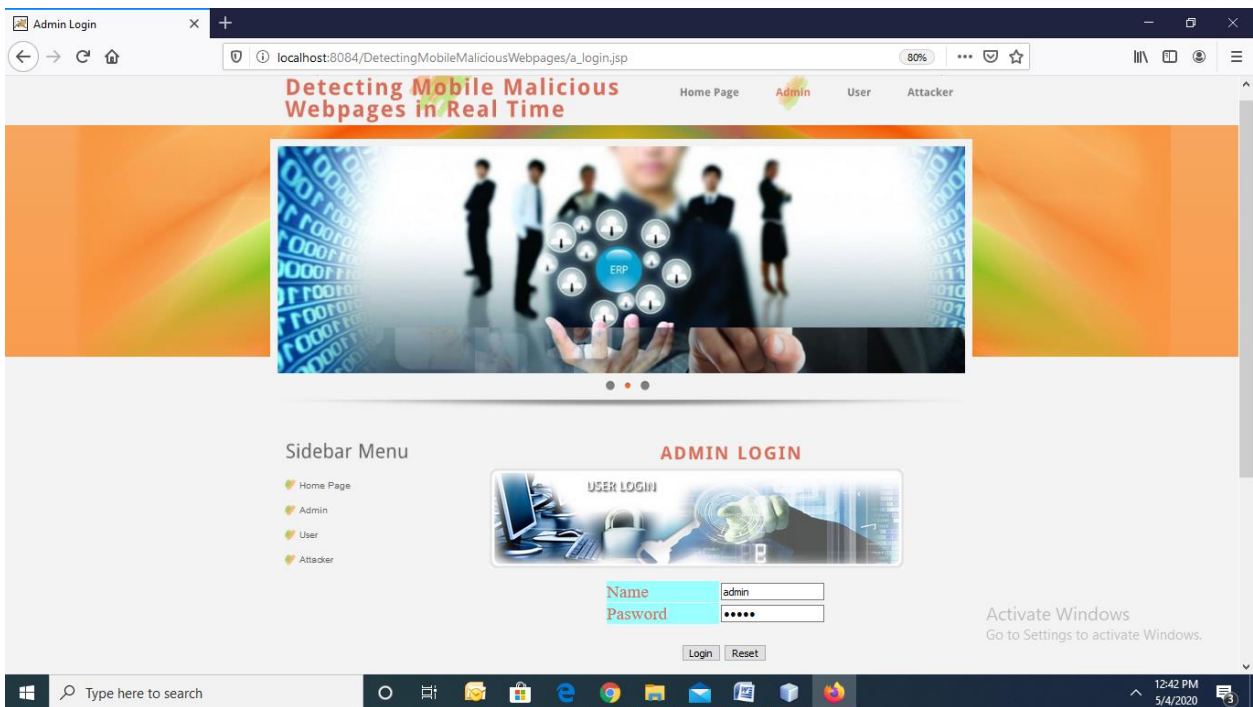 Admin Login
localhost:8084/DetectingMobileMaliciousWebpages/a_login.jsp
80%
Detecting Mobile Malicious
Webpages in Real Time
Home Page Admin User Attacker
ERP
Sidebar Menu
Home Page
Admin
User
Attacker
ADMIN LOGIN
USER LOGIN
Name admin
Pasword •••••
Login Reset
Activate Windows
Go to Settings to activate Windows.
Type here to search
12:42 PM
5/4/2020
3